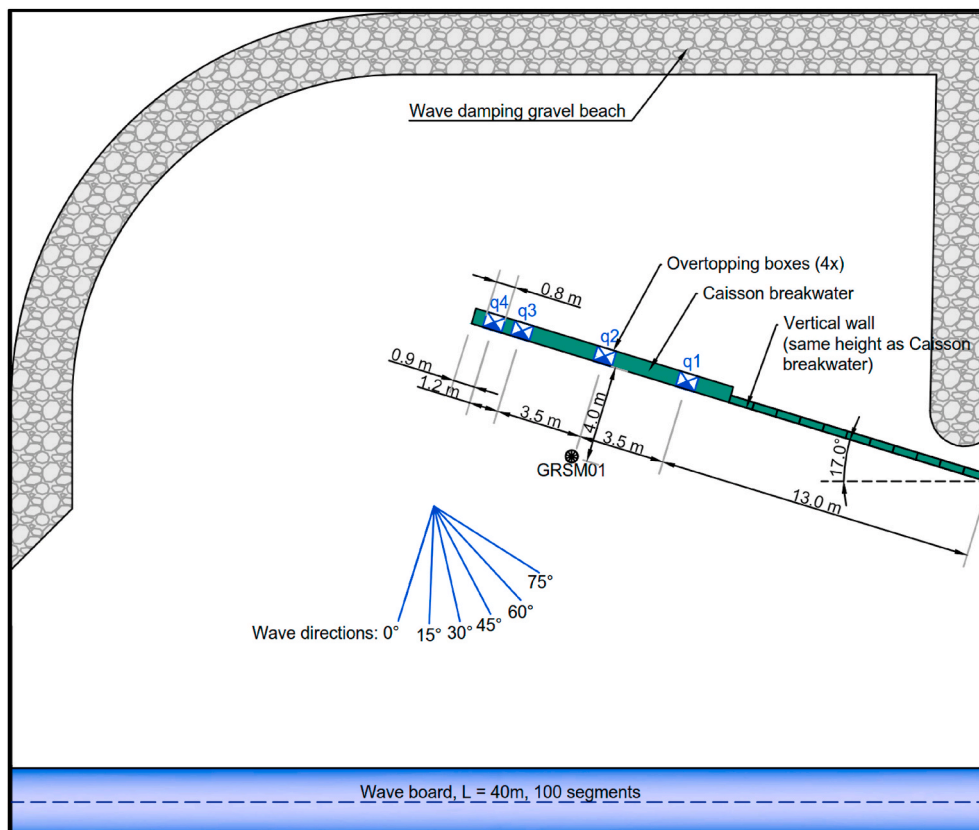 Wave damping gravel beach
Overtopping boxes (4x)
0.8 m
Caisson breakwater
q4
q3
Vertical wall
(same height as Caisson
breakwater)
q2
q1
0.9 m
1.2 m
3.5 m
4.0 m
3.5 m
GRSM01
17.0°
13.0 m
75°
60°
45°
30°
15°
Wave directions: 0°
Wave board, L = 40m, 100 segments